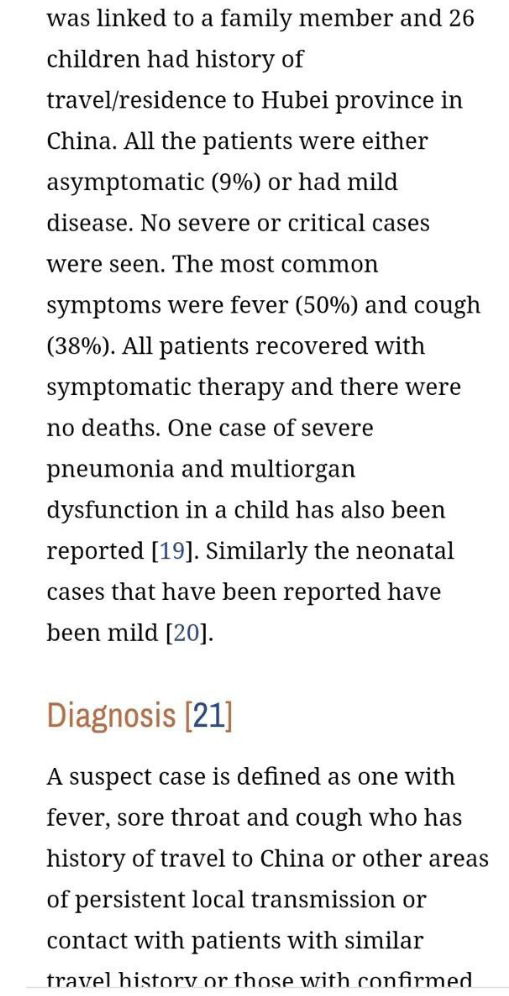 was linked to a family member and 26
children had history of
travel/residence to Hubei province in
China. All the patients were either
asymptomatic (9%) or had mild
disease. No severe or critical cases
were seen. The most common
symptoms were fever (50%) and cough
(38%). All patients recovered with
symptomatic therapy and there were
no deaths. One case of severe
pneumonia and multiorgan
dysfunction in a child has also been
reported [19]. Similarly the neonatal
cases that have been reported have
been mild [20].
Diagnosis [21]
A suspect case is defined as one with
fever, sore throat and cough who has
history of travel to China or other areas
of persistent local transmission or
contact with patients with similar
travel history or those with confirmed